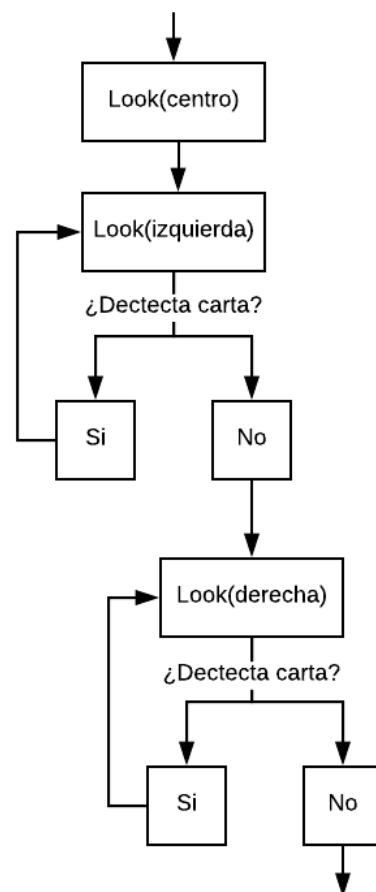 Look(centro)
Look(izquierda)
¿Dectecta carta?
Si
No
Look(derecha)
¿Dectecta carta?
Si
No